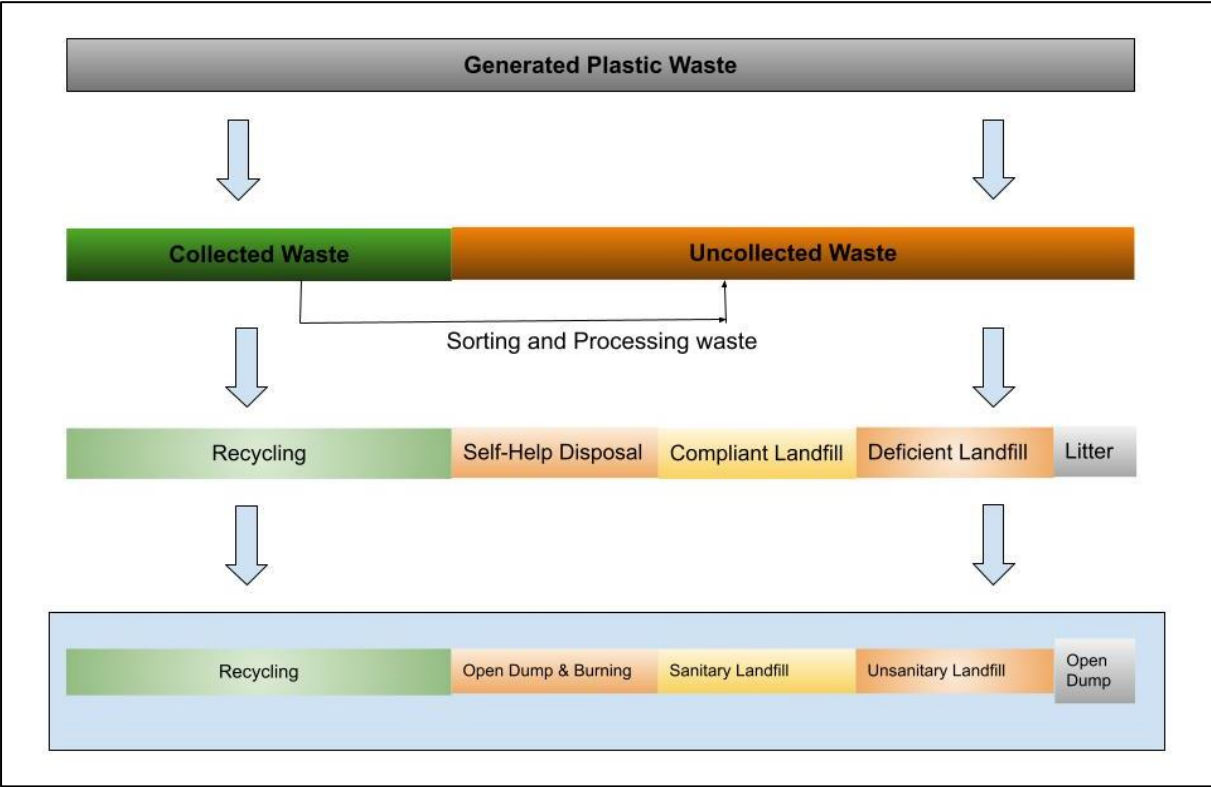 Generated Plastic Waste
Collected Waste
Uncollected Waste
Sorting and Processing waste
Recycling
Self-Help Disposal
Compliant Landfill
Deficient Landfill
Litter
Recycling
Open Dump & Burning
Sanitary Landfill
Unsanitary Landfill
Open
Dump